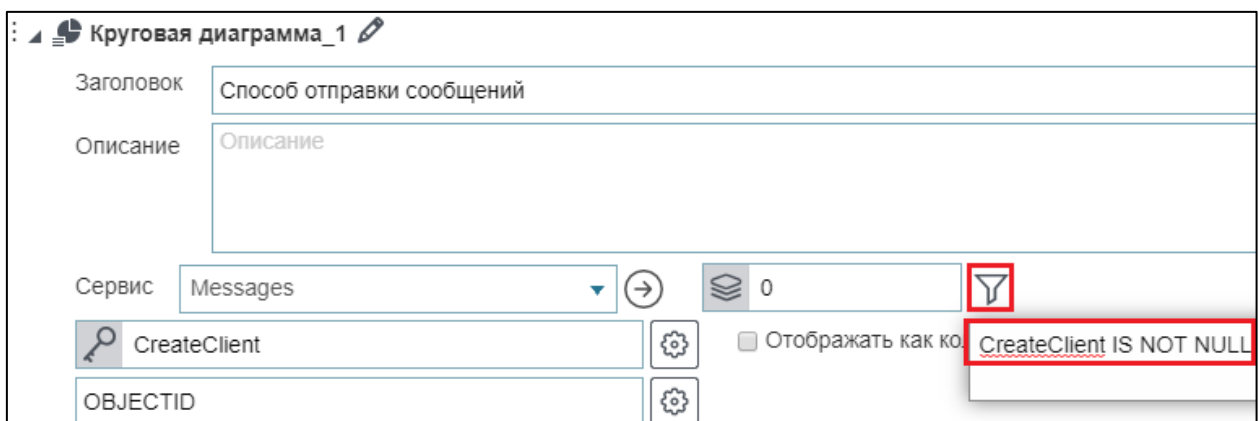 Круговая диаграмма_1
Заголовок Способ отправки сообщений
Описание Описание
Сервис Messages 0
CreateClient Отображать как ко CreateClient IS NOT NULL
OBJECTID